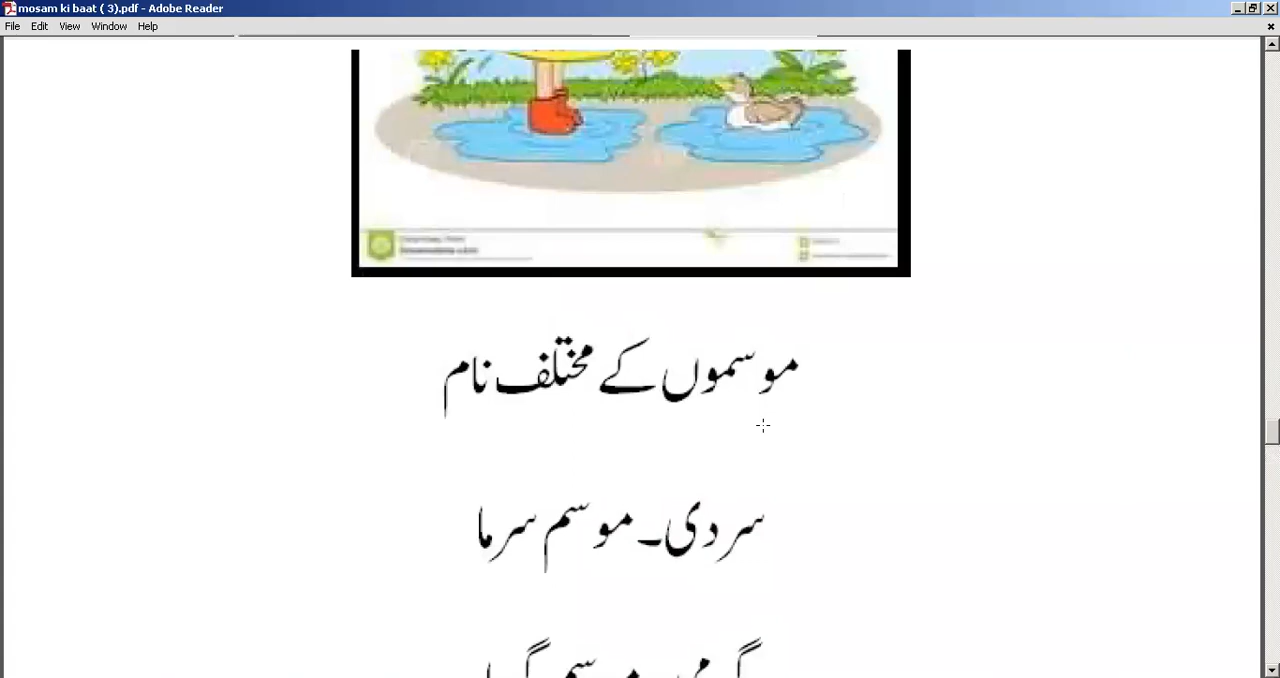 mosam ki baat ( 3).pdf - Adobe Reader
File Edit View Window Help
موسموں کے مختلف نام
سردی۔ موسم سرما